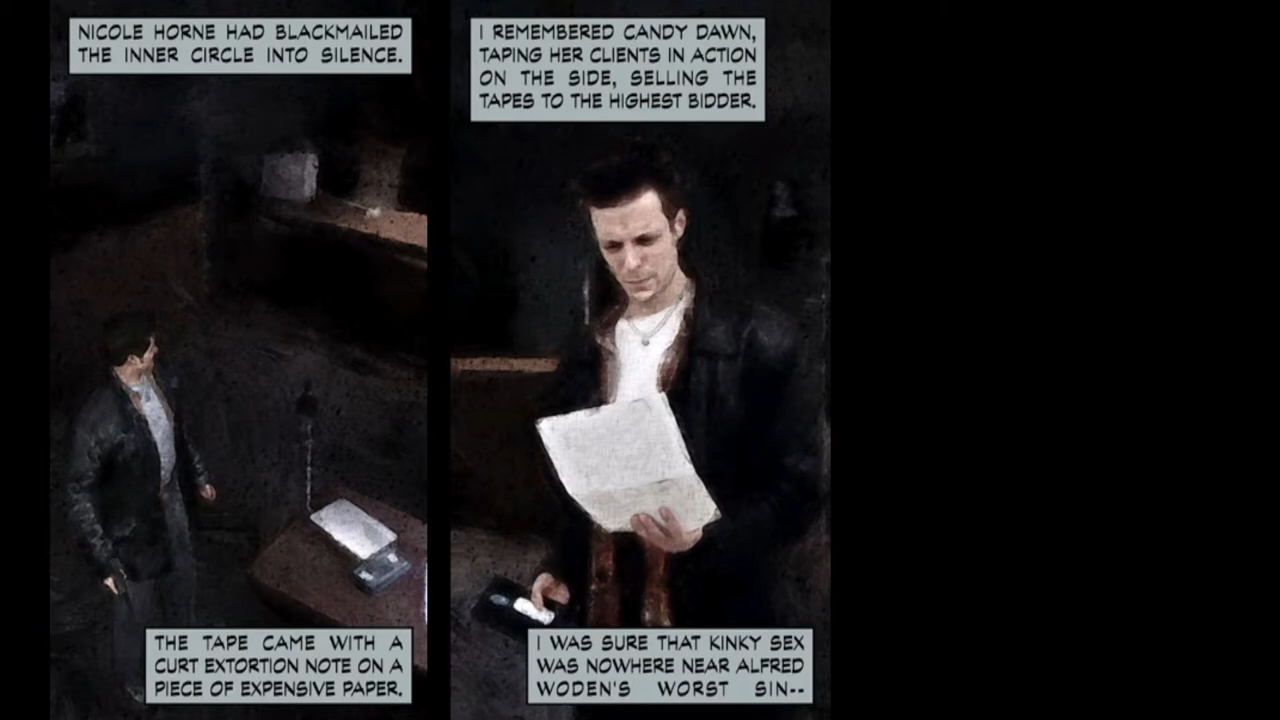 NICOLE HORNE HAD BLACKMAILED
THE INNER CIRCLE INTO SILENCE.
THE TAPE CAME WITH A
CURT EXTORTION NOTE ON A
PIECE OF EXPENSIVE PAPER.
I REMEMBERED CANDY DAWN,
TAPING HER CLIENTS IN ACTION
ON THE SIDE, SELLING THE
TAPES TO THE HIGHEST BIDDER.
I WAS SURE THAT KINKY SEX
WAS NOWHERE NEAR ALFRED
WODEN'S WORST SIN--